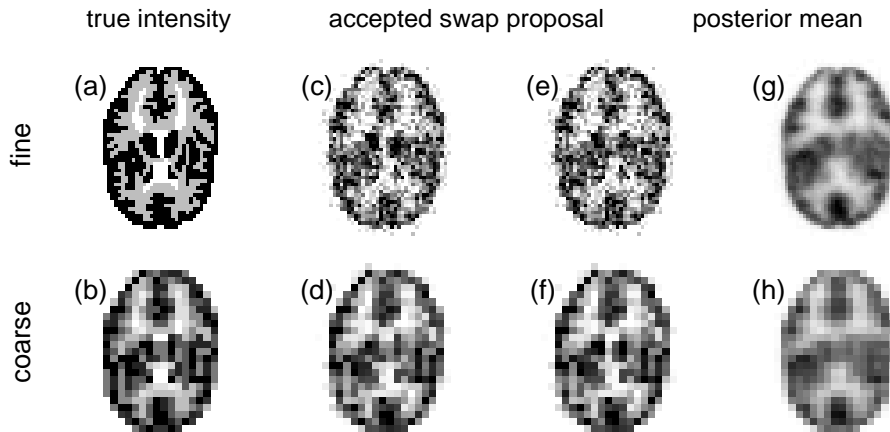 true intensity accepted swap proposal posterior mean
(a) (c) (e) (g)
fine
(b) (d) (f) (h)
coarse